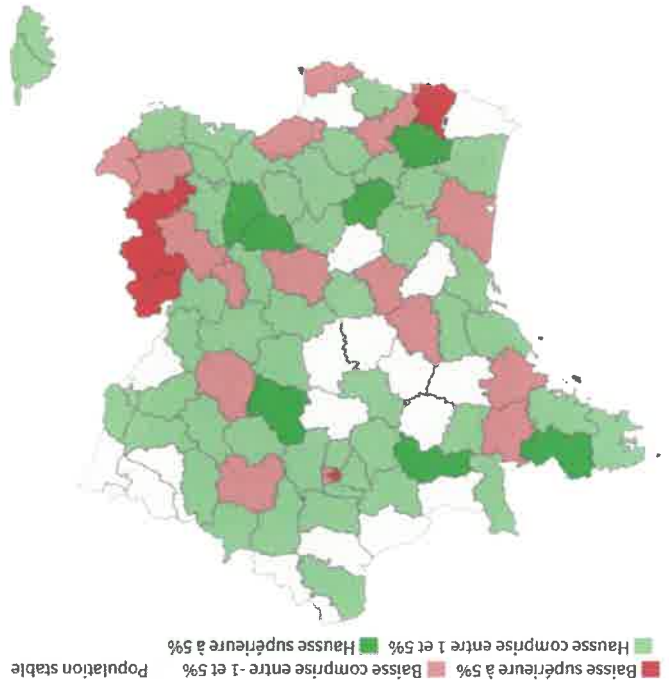 Baisse supérieure à 5% Baisse comprise entre -1 et 5% Population stable
Hausse comprise entre 1 et 5% Hausse supérieure à 5%